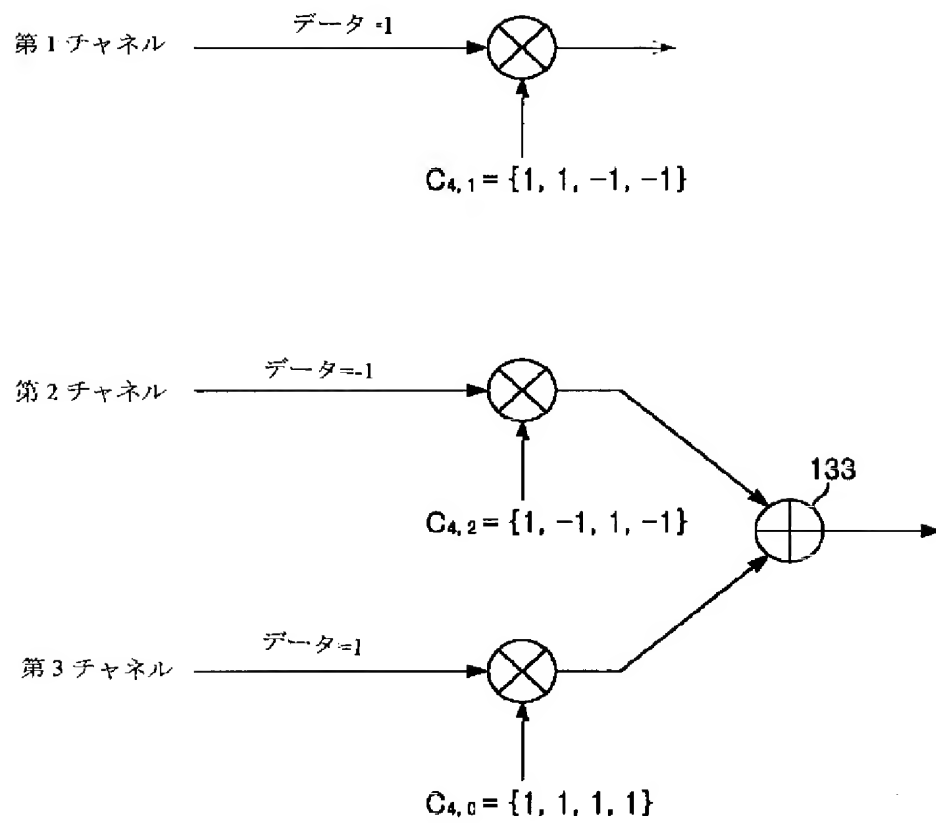 第1チャネル
データ=1
C4,1 = {1, 1, -1, -1}
第2チャネル
データ=-1
C4,2 = {1, -1, 1, -1}
133
第3チャネル
データ=1
C4,0 = {1, 1, 1, 1}